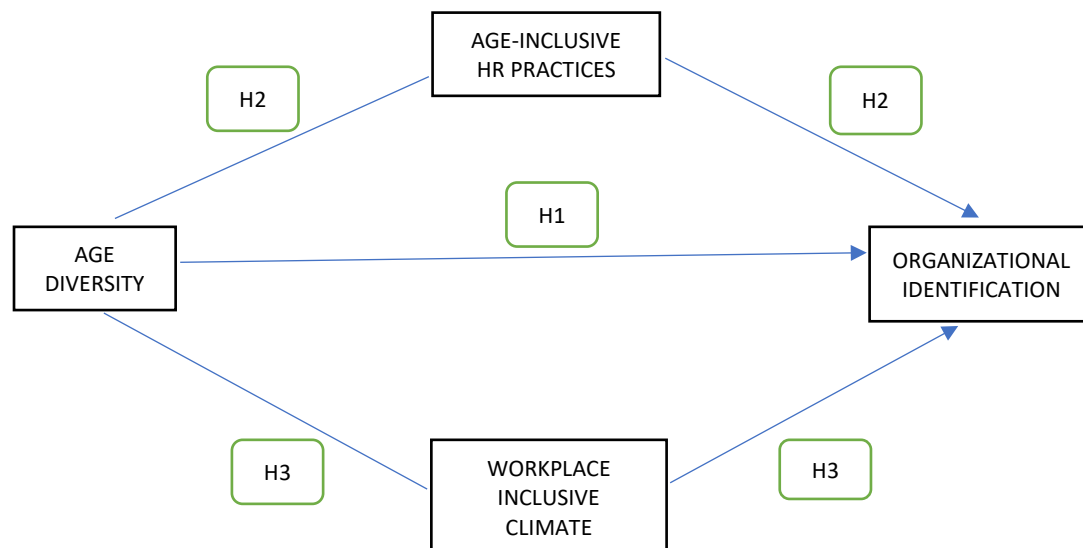 AGE-INCLUSIVE
HR PRACTICES
H2
H2
H1
AGE
DIVERSITY
ORGANIZATIONAL
IDENTIFICATION
H3
WORKPLACE
INCLUSIVE
CLIMATE
H3